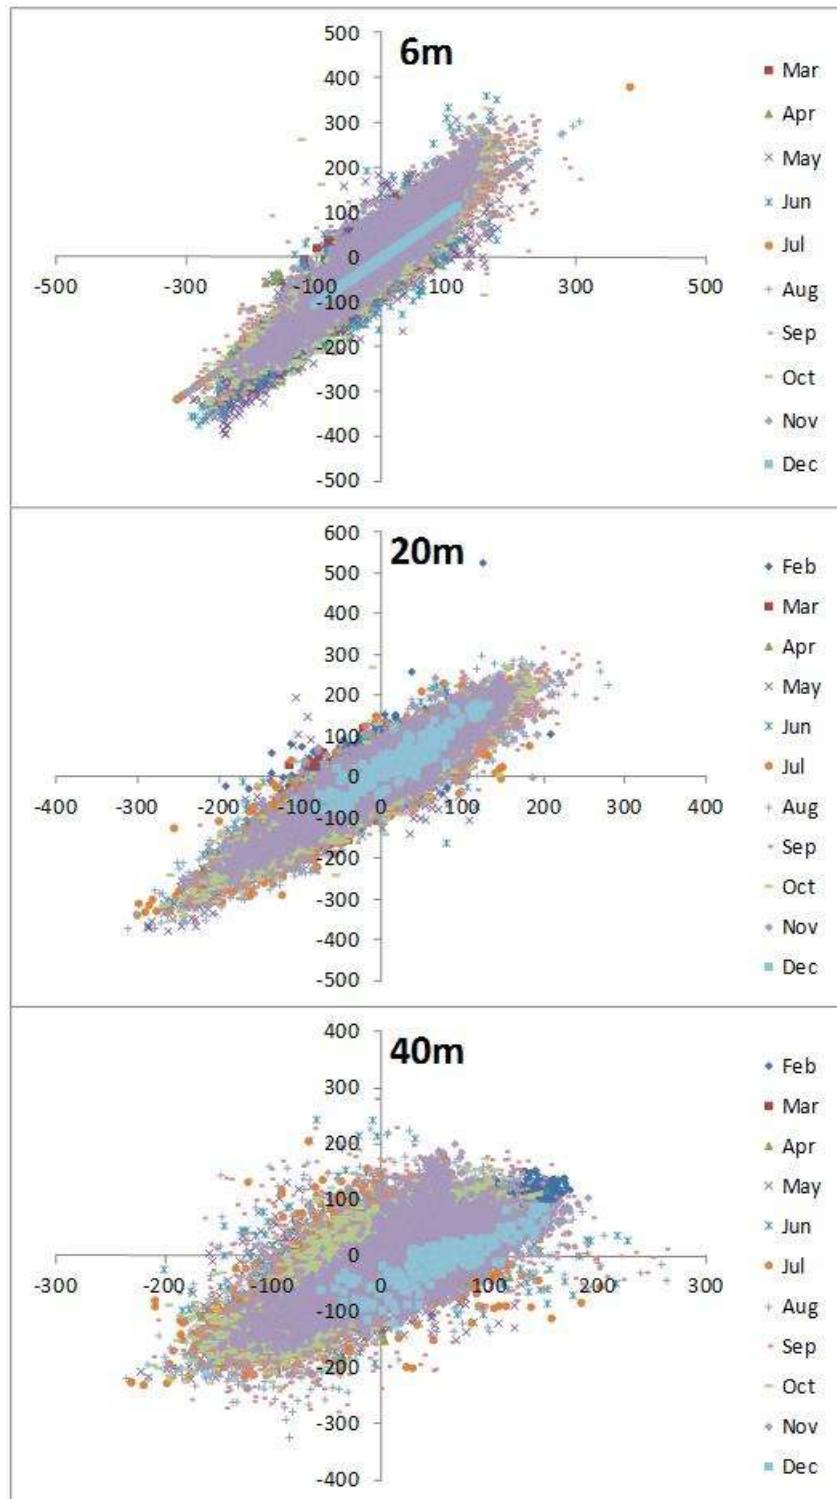 6m
500
400
300
200
100
0
-100
-200
-300
-400
-500
-500 -300 -100 100 300 500
Mar
Apr
May
Jun
Jul
Aug
Sep
Oct
Nov
Dec
20m
600
500
400
300
200
100
0
-100
-200
-300
-400
-500
-400 -300 -200 -100 0 100 200 300 400
Feb
Mar
Apr
May
Jun
Jul
Aug
Sep
Oct
Nov
Dec
40m
400
300
200
100
0
-100
-200
-300
-400
-300 -200 -100 0 100 200 300
Feb
Mar
Apr
May
Jun
Jul
Aug
Sep
Oct
Nov
Dec